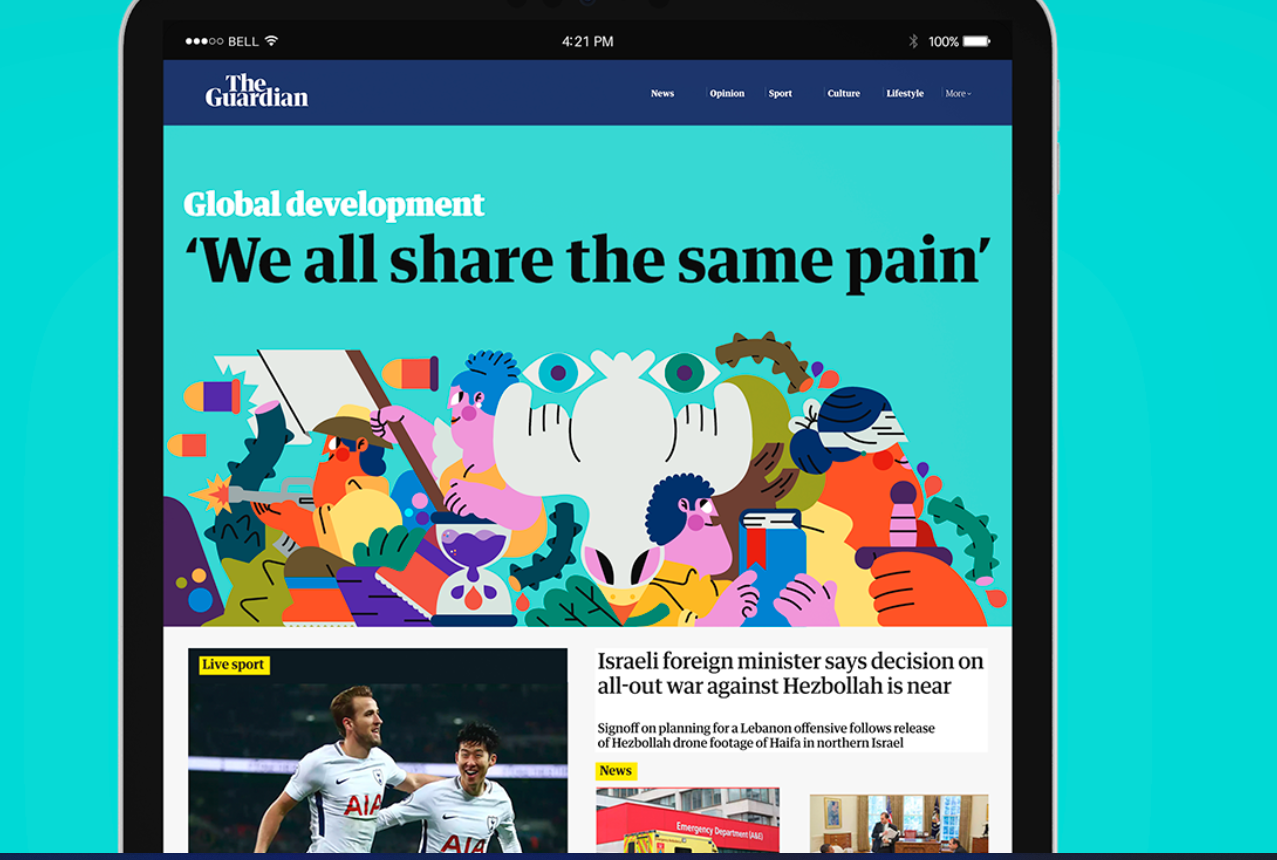 BELL
4:21 PM
100%
The
Guardian
News
Opinion
Sport
Culture
Lifestyle
More
Global development
‘We all share the same pain’
Live sport
AIA
AIA
Israeli foreign minister says decision on
all-out war against Hezbollah is near
Signoff on planning for a Lebanon offensive follows release
of Hezbollah drone footage of Haifa in northern Israel
News
Emergency Department (A&E)